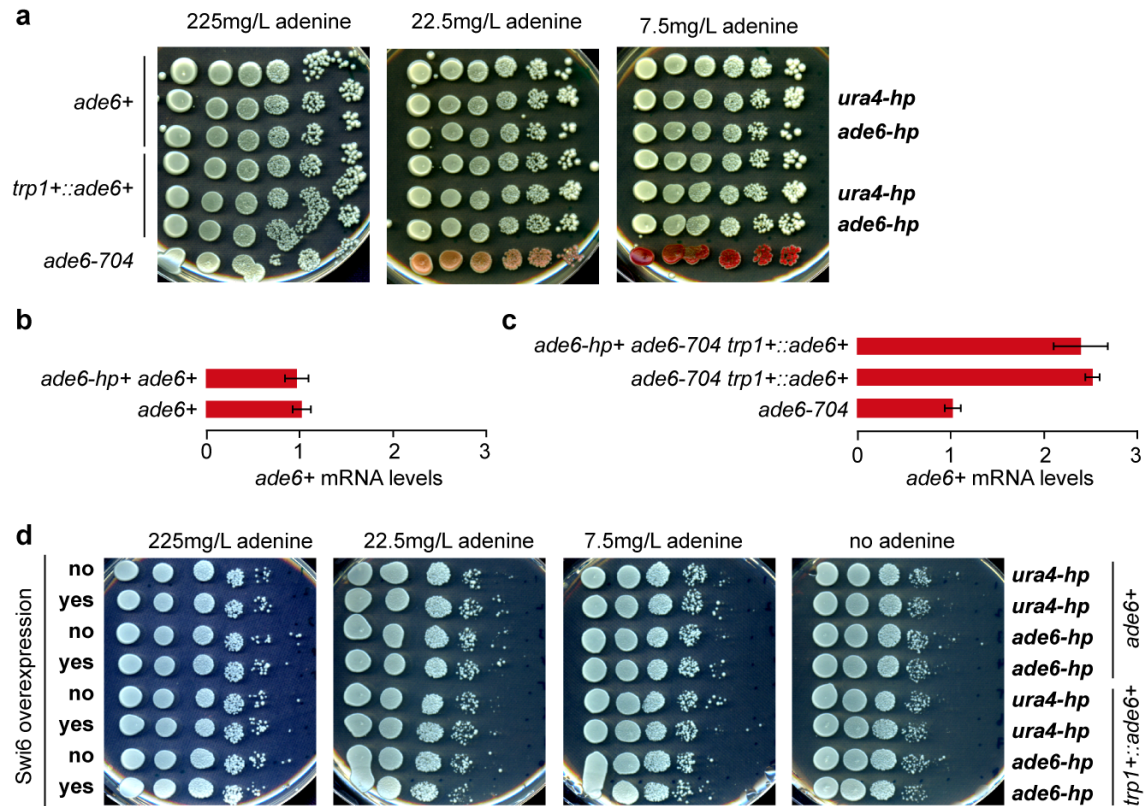 a
225mg/L adenine
22.5mg/L adenine
7.5mg/L adenine
ade6+
trp1+::ade6+
ade6-704
ura4-hp
ade6-hp
ura4-hp
ade6-hp
b
ade6-hp+ ade6+
ade6+
0 1 2 3
ade6+ mRNA levels
c
ade6-hp+ ade6-704 trp1+::ade6+
ade6-704 trp1+::ade6+
ade6-704
0 1 2 3
ade6+ mRNA levels
d
225mg/L adenine
22.5mg/L adenine
7.5mg/L adenine
no adenine
Swi6 overexpression
no
yes
no
yes
no
yes
no
yes
ura4-hp
ura4-hp
ade6-hp
ade6-hp
ura4-hp
ura4-hp
ade6-hp
ade6-hp
ade6+
trp1+::ade6+